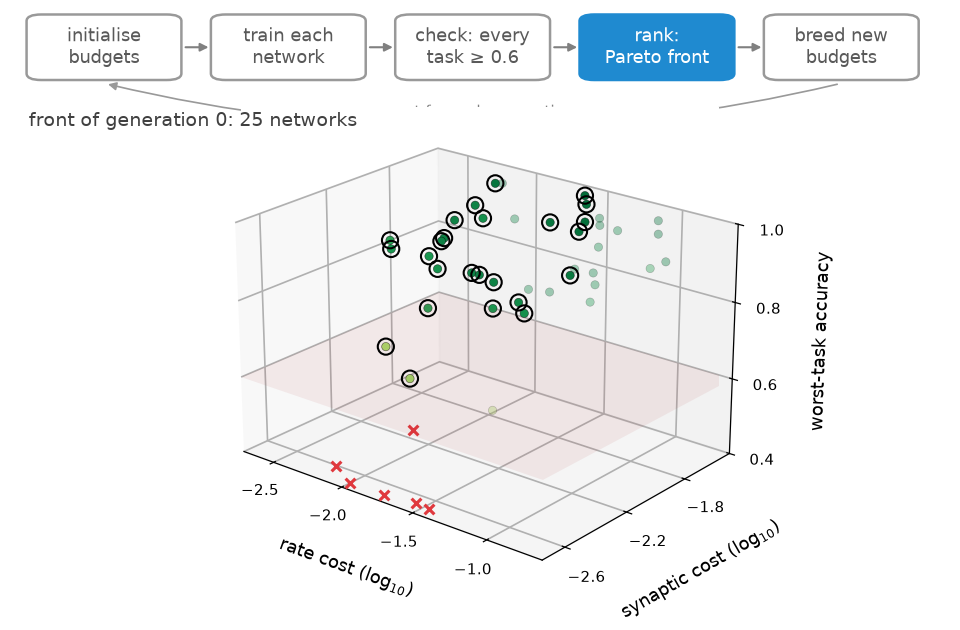 initialise
budgets
train each
network
check: every
task ≥ 0.6
rank:
Pareto front
breed new
budgets
front of generation 0: 25 networks
1.0
0.8
0.6
0.4
worst-task accuracy
−2.5
−2.0
−1.5
−1.0
rate cost (log10)
−1.8
−2.2
−2.6
synaptic cost (log10)